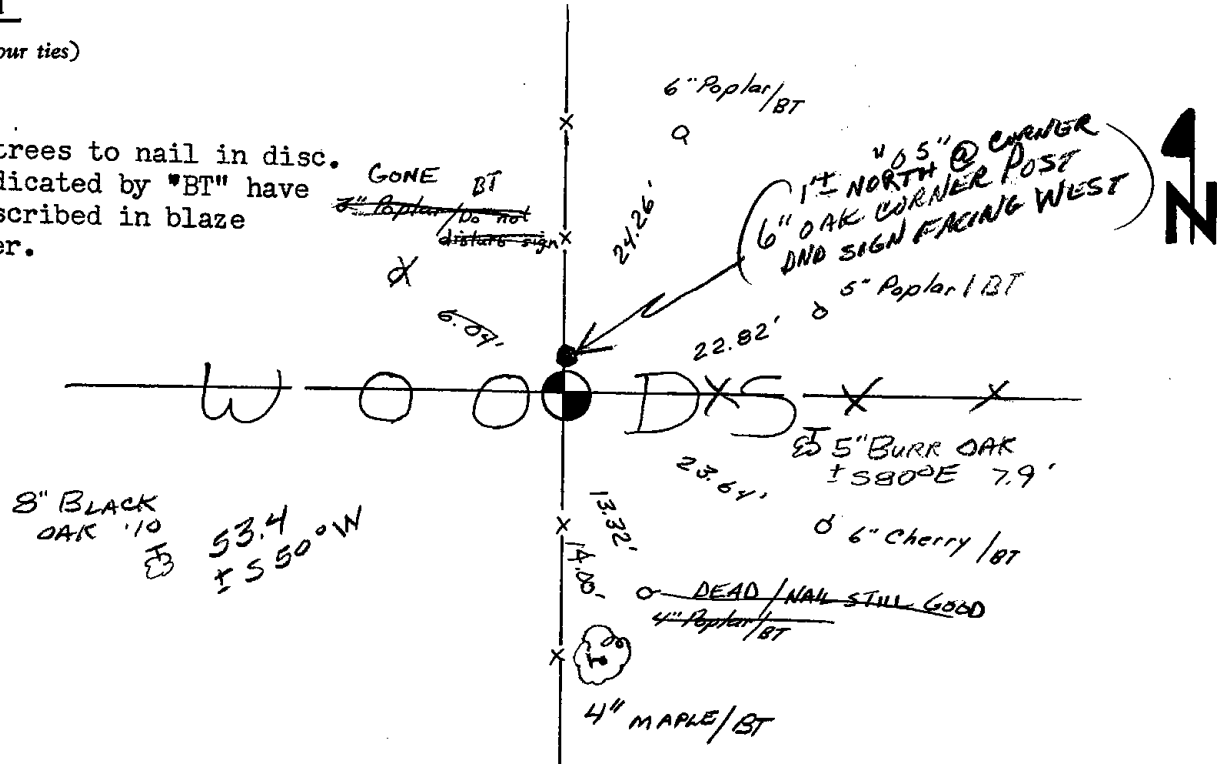 our ties)
trees to nail in disc.
dicated by "BT" have
scribed in blaze
er.
GONE BT
3" Poplar/Do not
disturb sign
6.04'
6" Poplar/BT
24.26'
"05" @ CORNER
1'± NORTH
6" OAK CORNER POST
DND SIGN FACING WEST
N
5" Poplar/BT
22.82'
WOODS
5" BURR OAK
± S80°E 7.9'
23.64'
6" Cherry/BT
8" BLACK
OAK '10
53.4
± S50°W
13.32'
14.00'
DEAD/NAIL STILL GOOD
4" Poplar/BT
4" MAPLE/BT